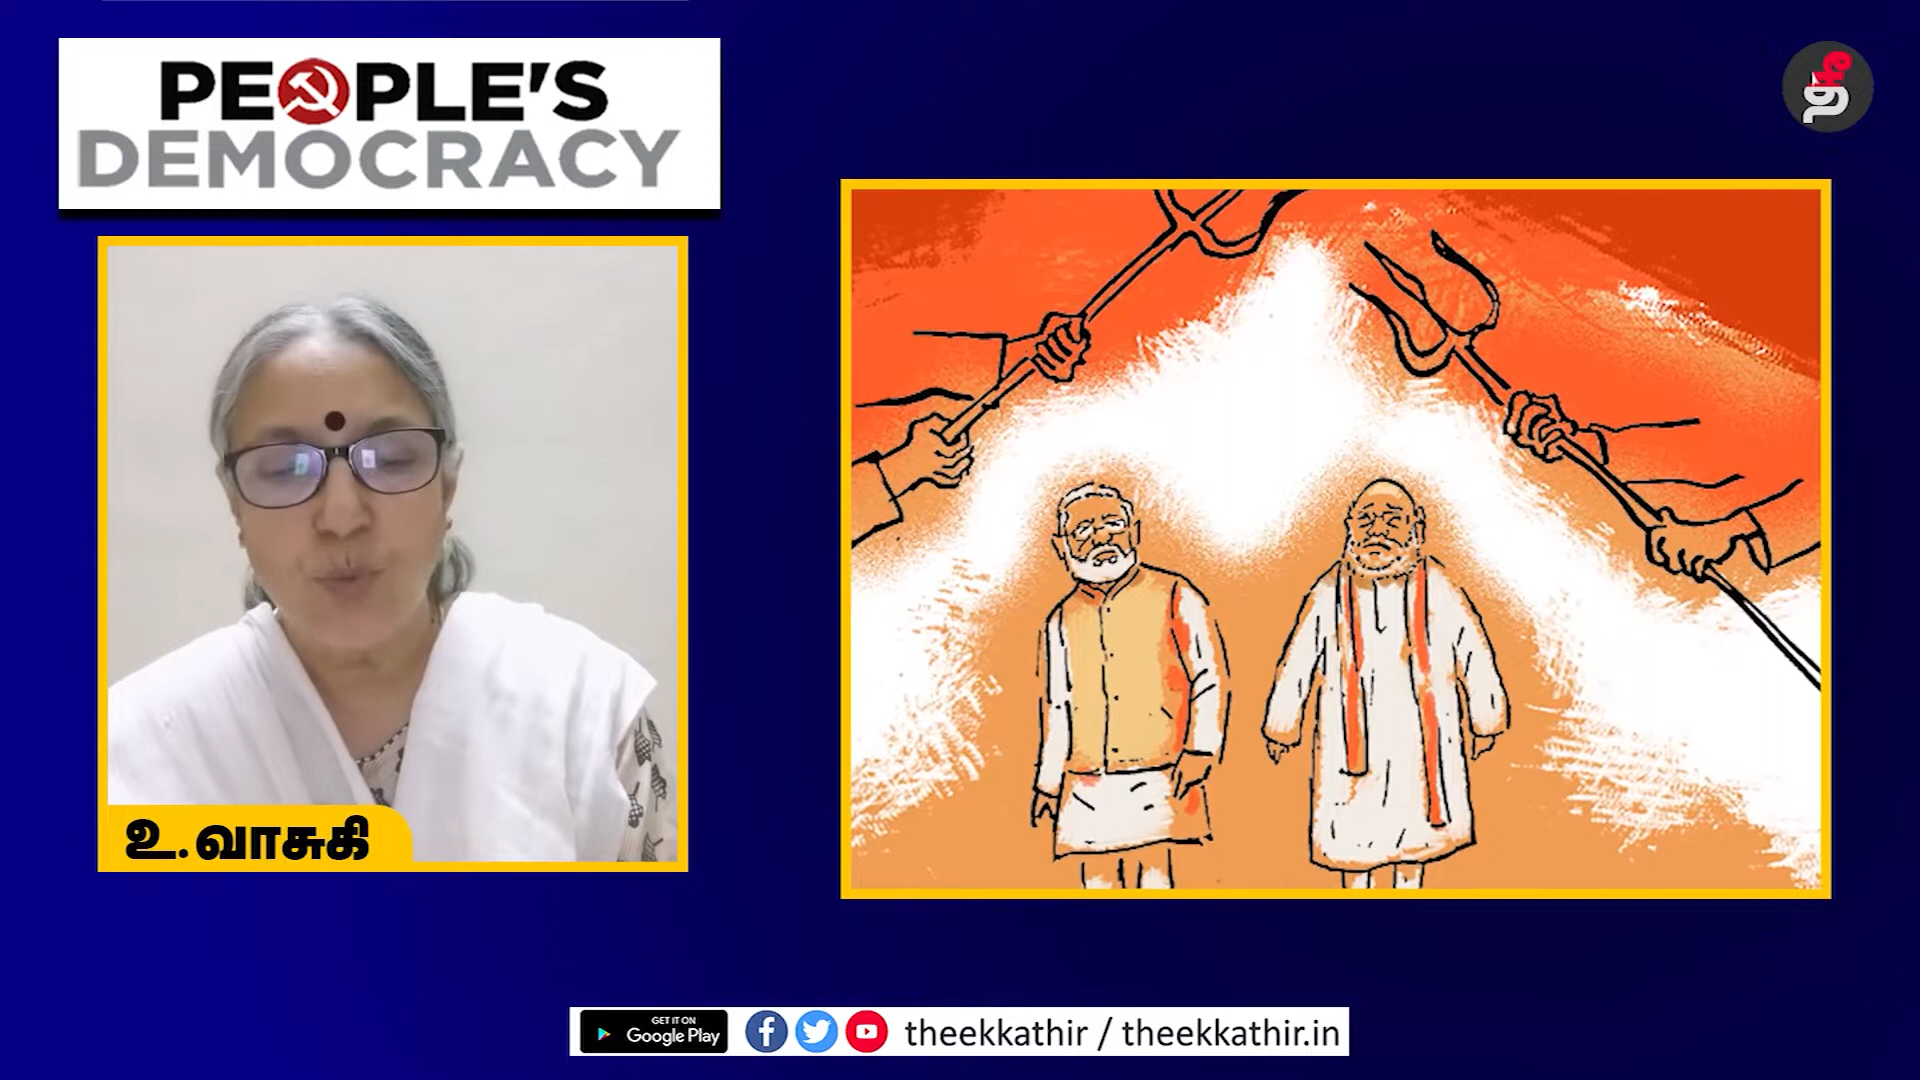 PEOPLE'S
DEMOCRACY
தீ
உ.வாசுகி
GET IT ON
Google Play
theekkathir / theekkathir.in